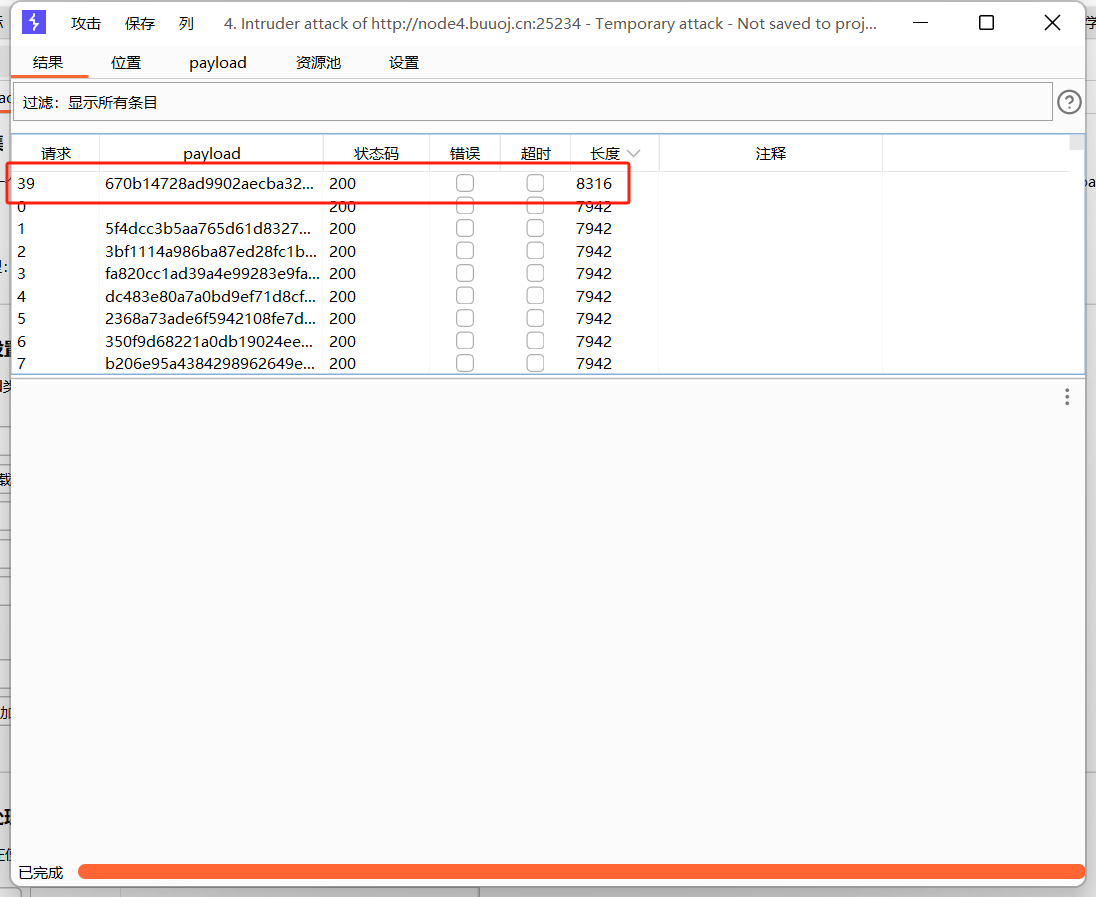 攻击 保存 列 4. Intruder attack of http://node4.buuoj.cn:25234 - Temporary attack - Not saved to proj...
结果 位置 payload 资源池 设置
过滤：显示所有条目
请求 payload 状态码 错误 超时 长度 注释
39 670b14728ad9902aecba32... 200 8316
0 200 7942
1 5f4dcc3b5aa765d61d8327... 200 7942
2 3bf1114a986ba87ed28fc1b... 200 7942
3 fa820cc1ad39a4e99283e9fa... 200 7942
4 dc483e80a7a0bd9ef71d8cf... 200 7942
5 2368a73ade6f5942108fe7d... 200 7942
6 350f9d68221a0db19024ee... 200 7942
7 b206e95a4384298962649e... 200 7942
已完成